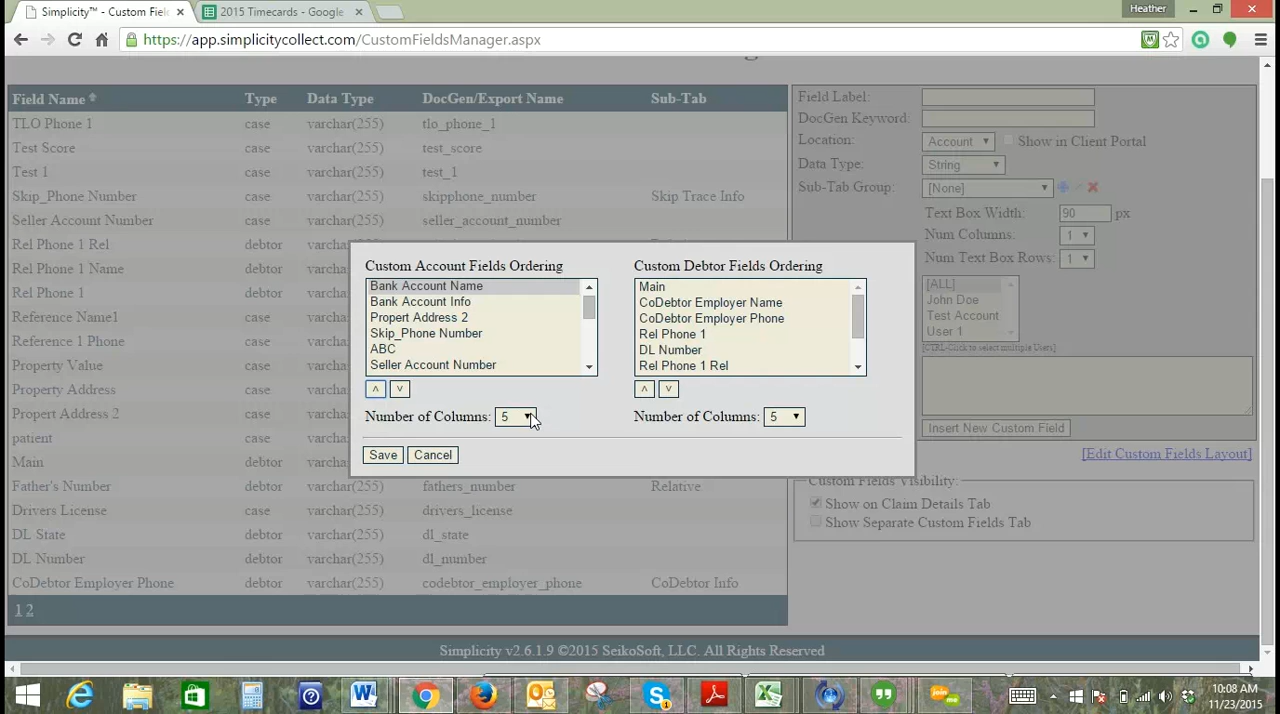 Simplicity™ - Custom Fiel
2015 Timecards - Google
Heather
https://app.simplicitycollect.com/CustomFieldsManager.aspx
Field Name Type Data Type DocGen/Export Name Sub-Tab
TLO Phone 1 case varchar(255) tlo_phone_1
Test Score case varchar(255) test_score
Test 1 case varchar(255) test_1
Skip_Phone Number case varchar(255) skipphone_number Skip Trace Info
Seller Account Number case varchar(255) seller_account_number
Rel Phone 1 Rel debtor
Rel Phone 1 Name debtor
Rel Phone 1 debtor
Reference Name1 case
Reference 1 Phone case
Property Value case
Property Address case
Propert Address 2 case
patient case
Main debtor
Father's Number debtor varchar(255) fathers_number Relative
Drivers License case varchar(255) drivers_license
DL State debtor varchar(255) dl_state
DL Number debtor varchar(255) dl_number
CoDebtor Employer Phone debtor varchar(255) codebtor_employer_phone CoDebtor Info
1 2
Field Label:
DocGen Keyword:
Location: Account Show in Client Portal
Data Type: String
Sub-Tab Group: [None]
Text Box Width: 90 px
Num Columns: 1
Num Text Box Rows: 1
[ALL]
John Doe
Test Account
User 1
[CTRL-Click to select multiple Users]
Insert New Custom Field
[Edit Custom Fields Layout]
Custom Fields Visibility:
Show on Claim Details Tab
Show Separate Custom Fields Tab
Custom Account Fields Ordering
Bank Account Name
Bank Account Info
Propert Address 2
Skip_Phone Number
ABC
Seller Account Number
Number of Columns: 5
Custom Debtor Fields Ordering
Main
CoDebtor Employer Name
CoDebtor Employer Phone
Rel Phone 1
DL Number
Rel Phone 1 Rel
Number of Columns: 5
Save Cancel
Simplicity v2.6.1.9 ©2015 SeikoSoft, LLC. All Rights Reserved
10:08 AM
11/23/2015